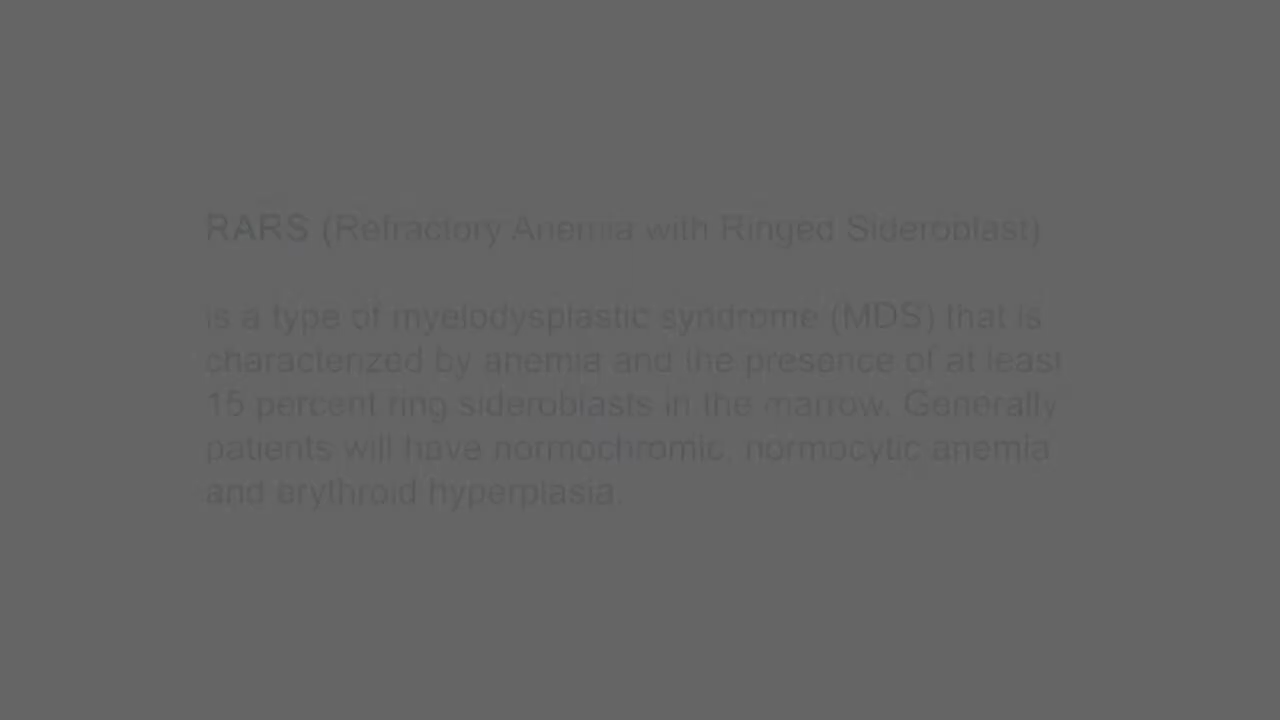 RARS (Refractory Anemia with Ringed Sideroblast)
is a type of myelodysplastic syndrome (MDS) that is
characterized by anemia and the presence of at least
15 percent ring sideroblasts in the marrow. Generally
patients will have normochromic, normocytic anemia
and erythroid hyperplasia.